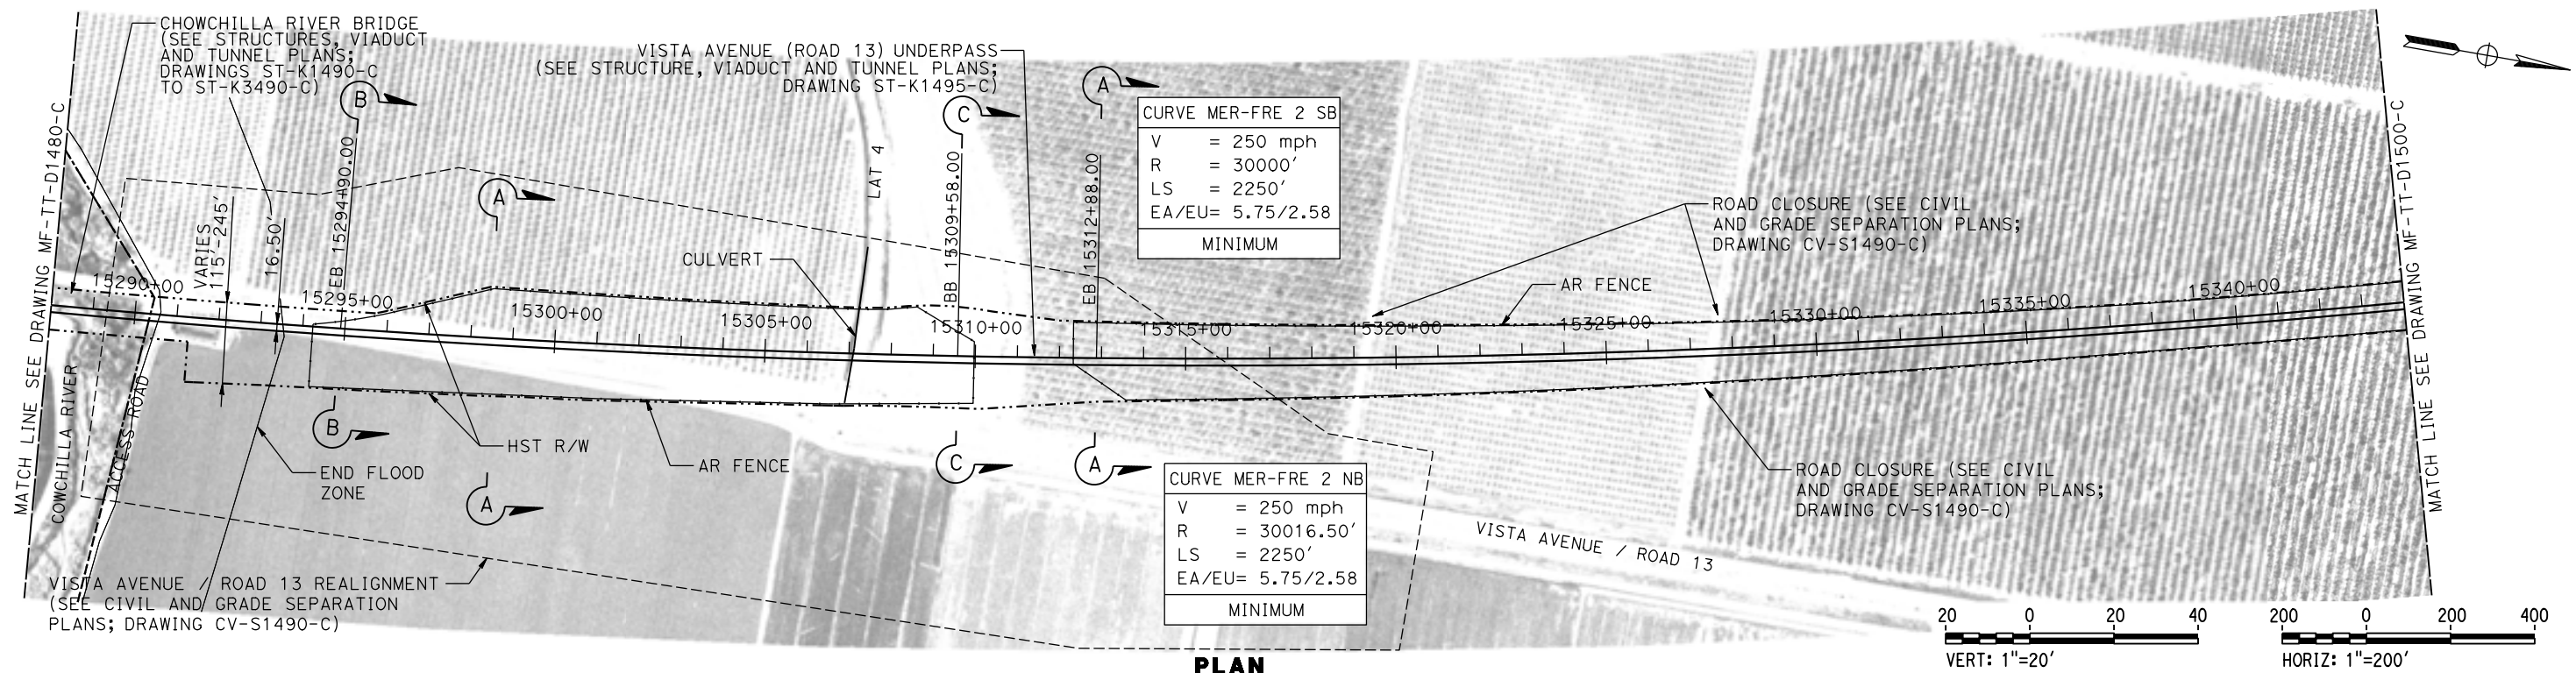 CHOWCHILLA RIVER BRIDGE
(SEE STRUCTURES, VIADUCT
AND TUNNEL PLANS;
DRAWINGS ST-K1490-C
TO ST-K3490-C)
VISTA AVENUE (ROAD 13) UNDERPASS
(SEE STRUCTURE, VIADUCT AND TUNNEL PLANS;
DRAWING ST-K1495-C)
B
C
A
A
MATCH LINE SEE DRAWING MF-TT-D1480-C
VARIES
115'-245'
16.50'
EB 15294+90.00
LAT 4
BB 15309+58.00
EB 15312+88.00
CURVE MER-FRE 2 SB
V = 250 mph
R = 30000'
LS = 2250'
EA/EU= 5.75/2.58
MINIMUM
ROAD CLOSURE (SEE CIVIL
AND GRADE SEPARATION PLANS;
DRAWING CV-S1490-C)
CULVERT
AR FENCE
15290+00
15295+00
15300+00
15305+00
15310+00
15315+00
15320+00
15325+00
15330+00
15335+00
15340+00
MATCH LINE SEE DRAWING MF-TT-D1500-C
COWCHILLA RIVER
ACCESS ROAD
B
HST R/W
END FLOOD
ZONE
AR FENCE
A
C
A
CURVE MER-FRE 2 NB
V = 250 mph
R = 30016.50'
LS = 2250'
EA/EU= 5.75/2.58
MINIMUM
ROAD CLOSURE (SEE CIVIL
AND GRADE SEPARATION PLANS;
DRAWING CV-S1490-C)
VISTA AVENUE / ROAD 13
VISTA AVENUE / ROAD 13 REALIGNMENT
(SEE CIVIL AND GRADE SEPARATION
PLANS; DRAWING CV-S1490-C)
PLAN
20 0 20 40
VERT: 1"=20'
200 0 200 400
HORIZ: 1"=200'